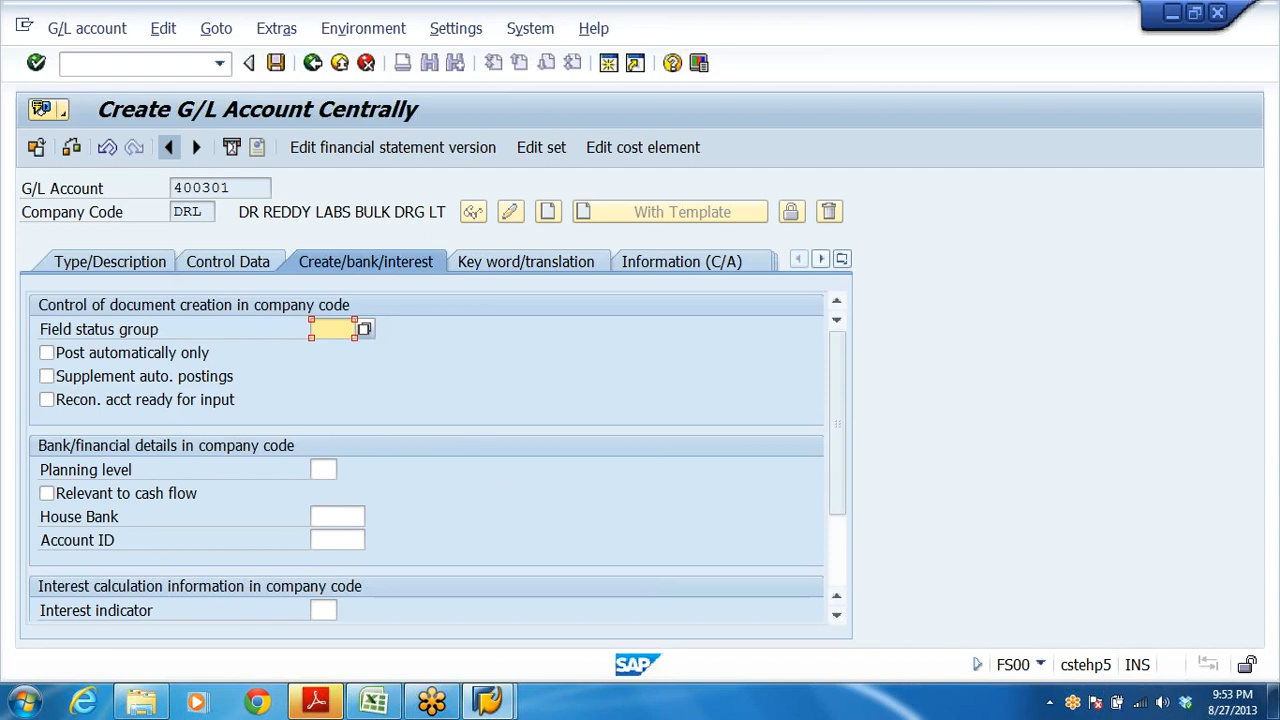 G/L account Edit Goto Extras Environment Settings System Help
Create G/L Account Centrally
Edit financial statement version Edit set Edit cost element
G/L Account 400301
Company Code DRL DR REDDY LABS BULK DRG LT With Template
Type/Description Control Data Create/bank/interest Key word/translation Information (C/A)
Control of document creation in company code
Field status group
Post automatically only
Supplement auto. postings
Recon. acct ready for input
Bank/financial details in company code
Planning level
Relevant to cash flow
House Bank
Account ID
Interest calculation information in company code
Interest indicator
SAP FS00 cstehp5 INS
9:53 PM
8/27/2013